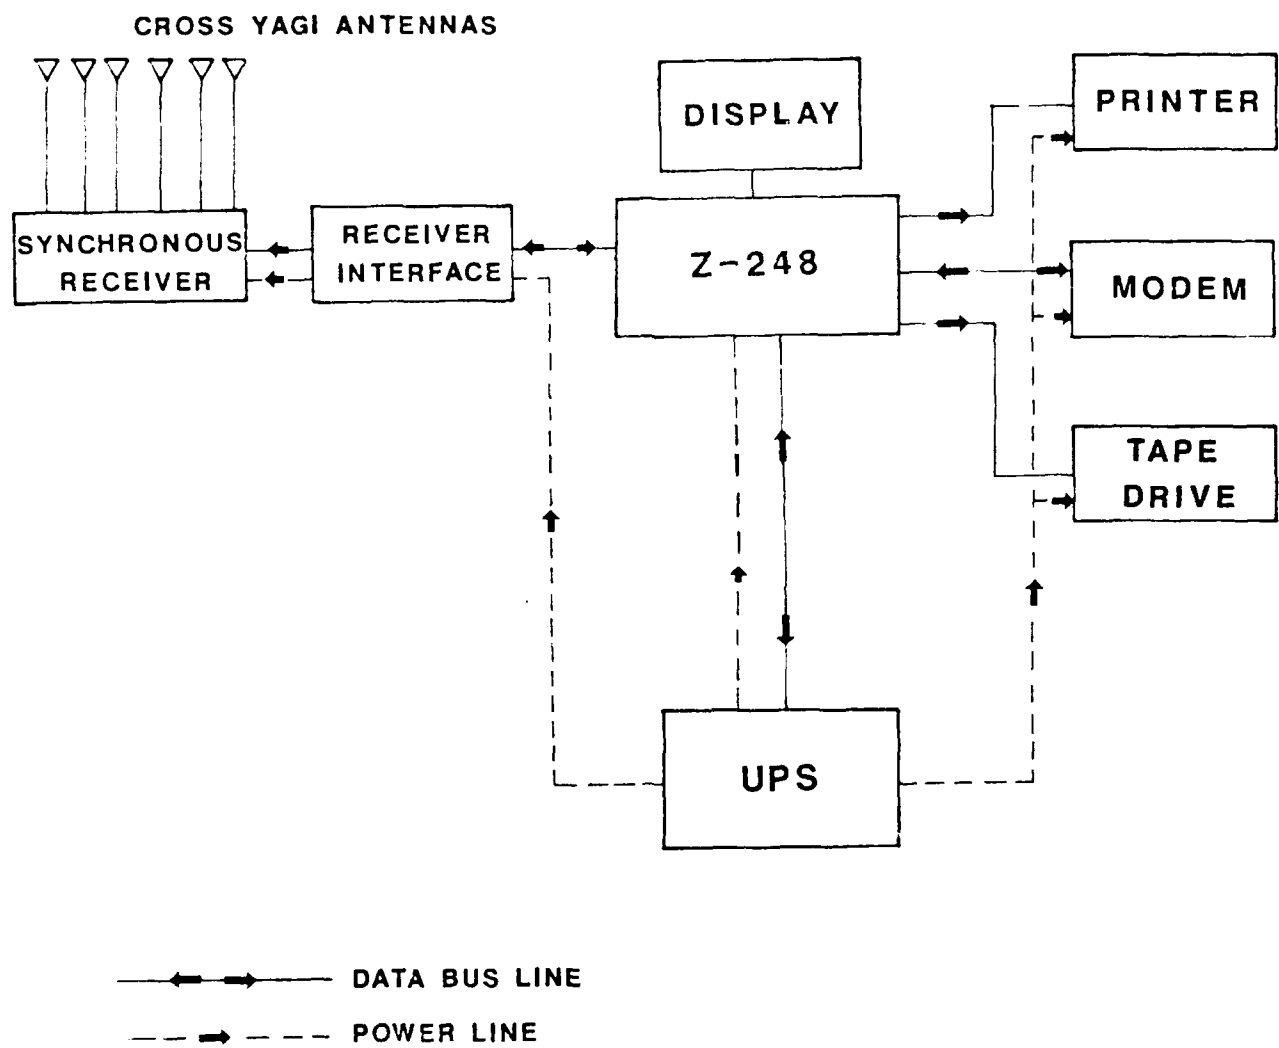 CROSS YAGI ANTENNAS
DISPLAY
PRINTER
SYNCHRONOUS
RECEIVER
RECEIVER
INTERFACE
Z-248
MODEM
TAPE
DRIVE
UPS
DATA BUS LINE
POWER LINE